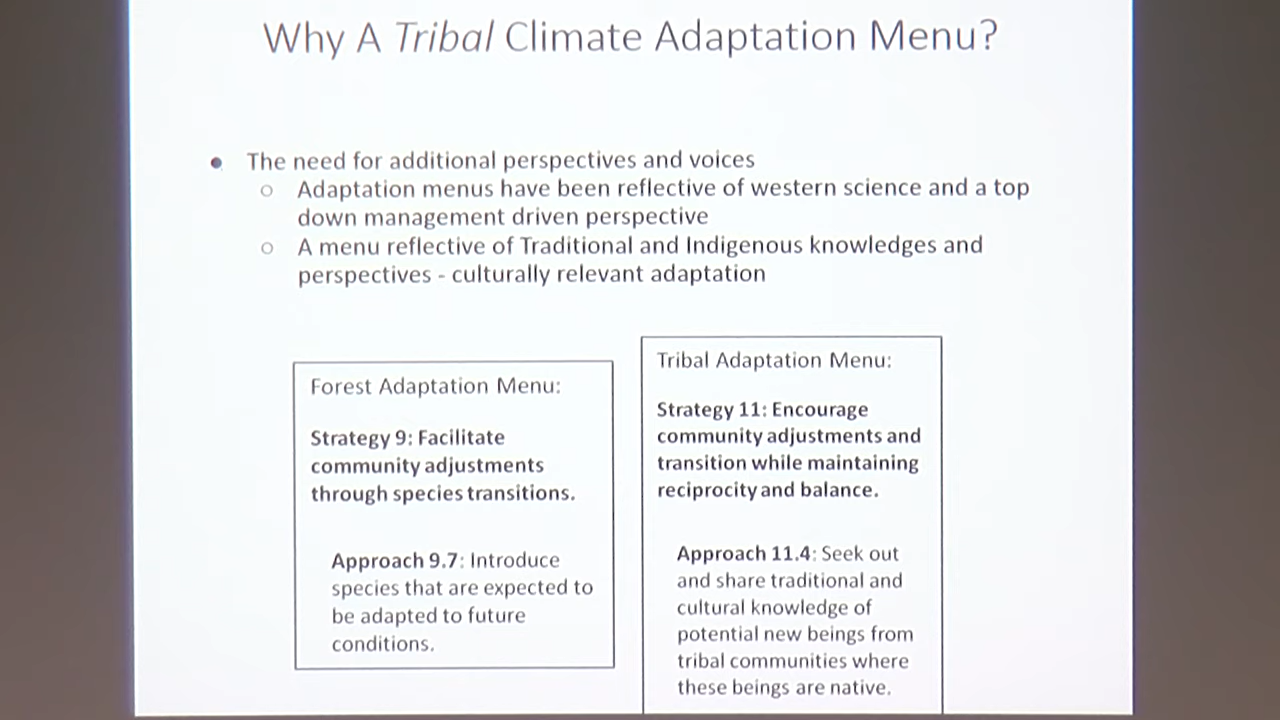 Why A Tribal Climate Adaptation Menu?
● The need for additional perspectives and voices
○ Adaptation menus have been reflective of western science and a top
down management driven perspective
○ A menu reflective of Traditional and Indigenous knowledges and
perspectives - culturally relevant adaptation
Forest Adaptation Menu:
Strategy 9: Facilitate
community adjustments
through species transitions.
Approach 9.7: Introduce
species that are expected to
be adapted to future
conditions.
Tribal Adaptation Menu:
Strategy 11: Encourage
community adjustments and
transition while maintaining
reciprocity and balance.
Approach 11.4: Seek out
and share traditional and
cultural knowledge of
potential new beings from
tribal communities where
these beings are native.